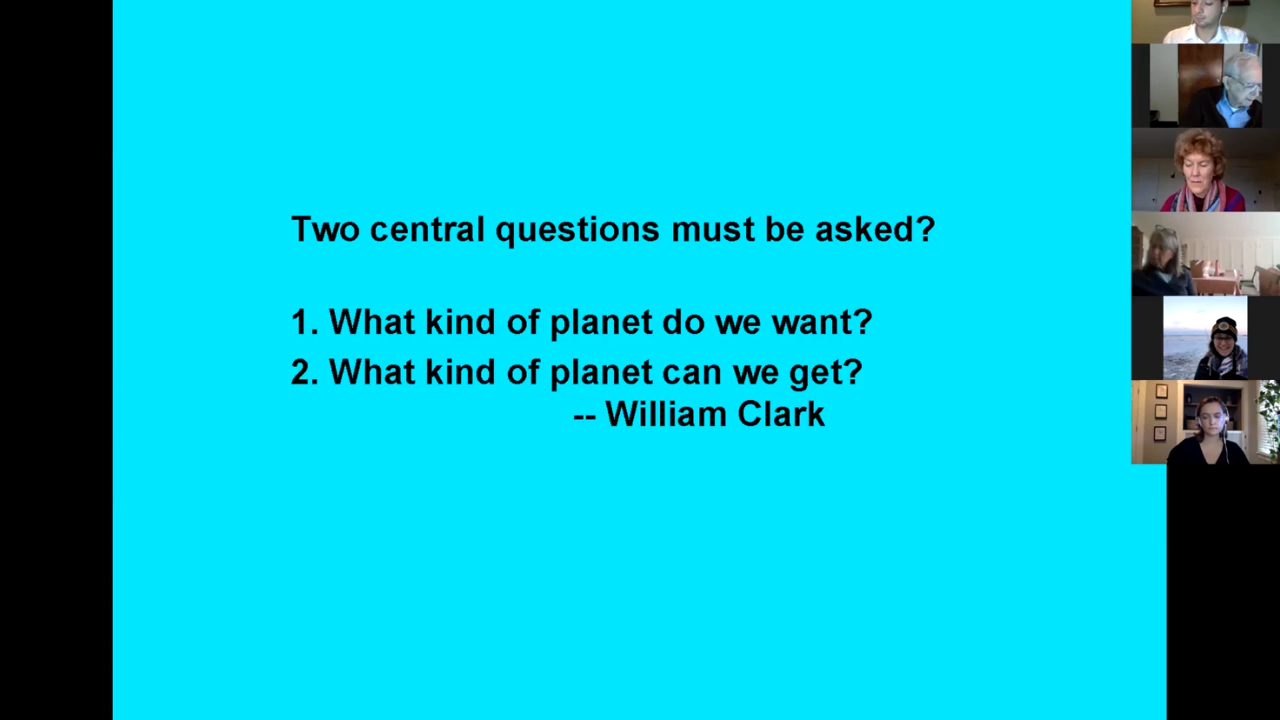 Two central questions must be asked?
1. What kind of planet do we want?
2. What kind of planet can we get?
-- William Clark